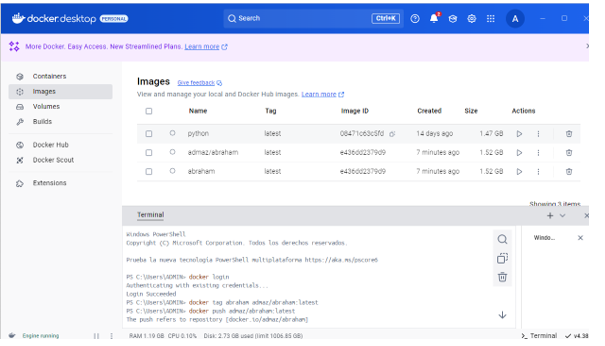 docker.desktop PERSONAL Search Ctrl+K A
More Docker. Easy Access. New Streamlined Plans. Learn more
Containers
Images
Volumes
Builds
Docker Hub
Docker Scout
Extensions
Images Give feedback
View and manage your local and Docker Hub images. Learn more
Name Tag Image ID Created Size Actions
python latest 08471c63c5fd 14 days ago 1.47 GB
admaz/abraham latest e436dd2379d9 7 minutes ago 1.52 GB
abraham latest e436dd2379d9 7 minutes ago 1.52 GB
Showing 3 items
Terminal
Windows PowerShell
Copyright (C) Microsoft Corporation. Todos los derechos reservados.
Prueba la nueva tecnología PowerShell multiplataforma https://aka.ms/pscore6
PS C:\Users\ADMIN> docker login
Authenticating with existing credentials...
Login Succeeded
PS C:\Users\ADMIN> docker tag abraham admaz/abraham:latest
PS C:\Users\ADMIN> docker push admaz/abraham:latest
The push refers to repository [docker.io/admaz/abraham]
Windo...
Engine running RAM 1.19 GB CPU 0.10% Disk: 2.73 GB used (limit 1006.85 GB) Terminal v4.38